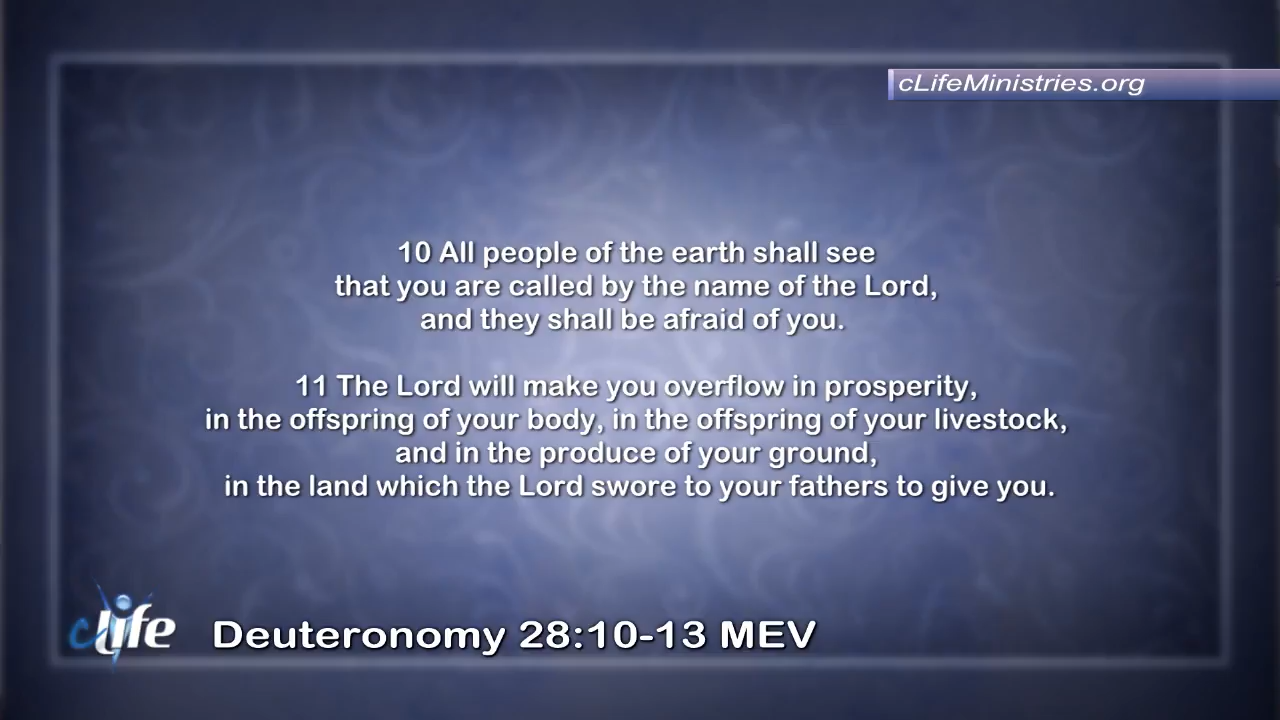 cLifeMinistries.org
10 All people of the earth shall see
that you are called by the name of the Lord,
and they shall be afraid of you.
11 The Lord will make you overflow in prosperity,
in the offspring of your body, in the offspring of your livestock,
and in the produce of your ground,
in the land which the Lord swore to your fathers to give you.
cLife
Deuteronomy 28:10-13 MEV